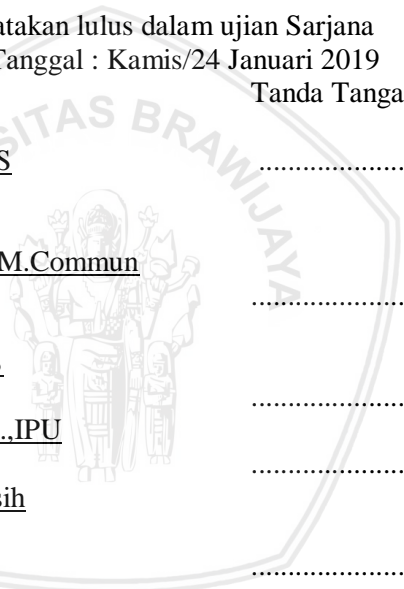 atakan lulus dalam ujian Sarjana
Tanggal : Kamis/24 Januari 2019
Tanda Tanga
SITAS BRAWIJAYA
S ...................
M.Commun
...................
...................
.,IPU
...................
sih
...................